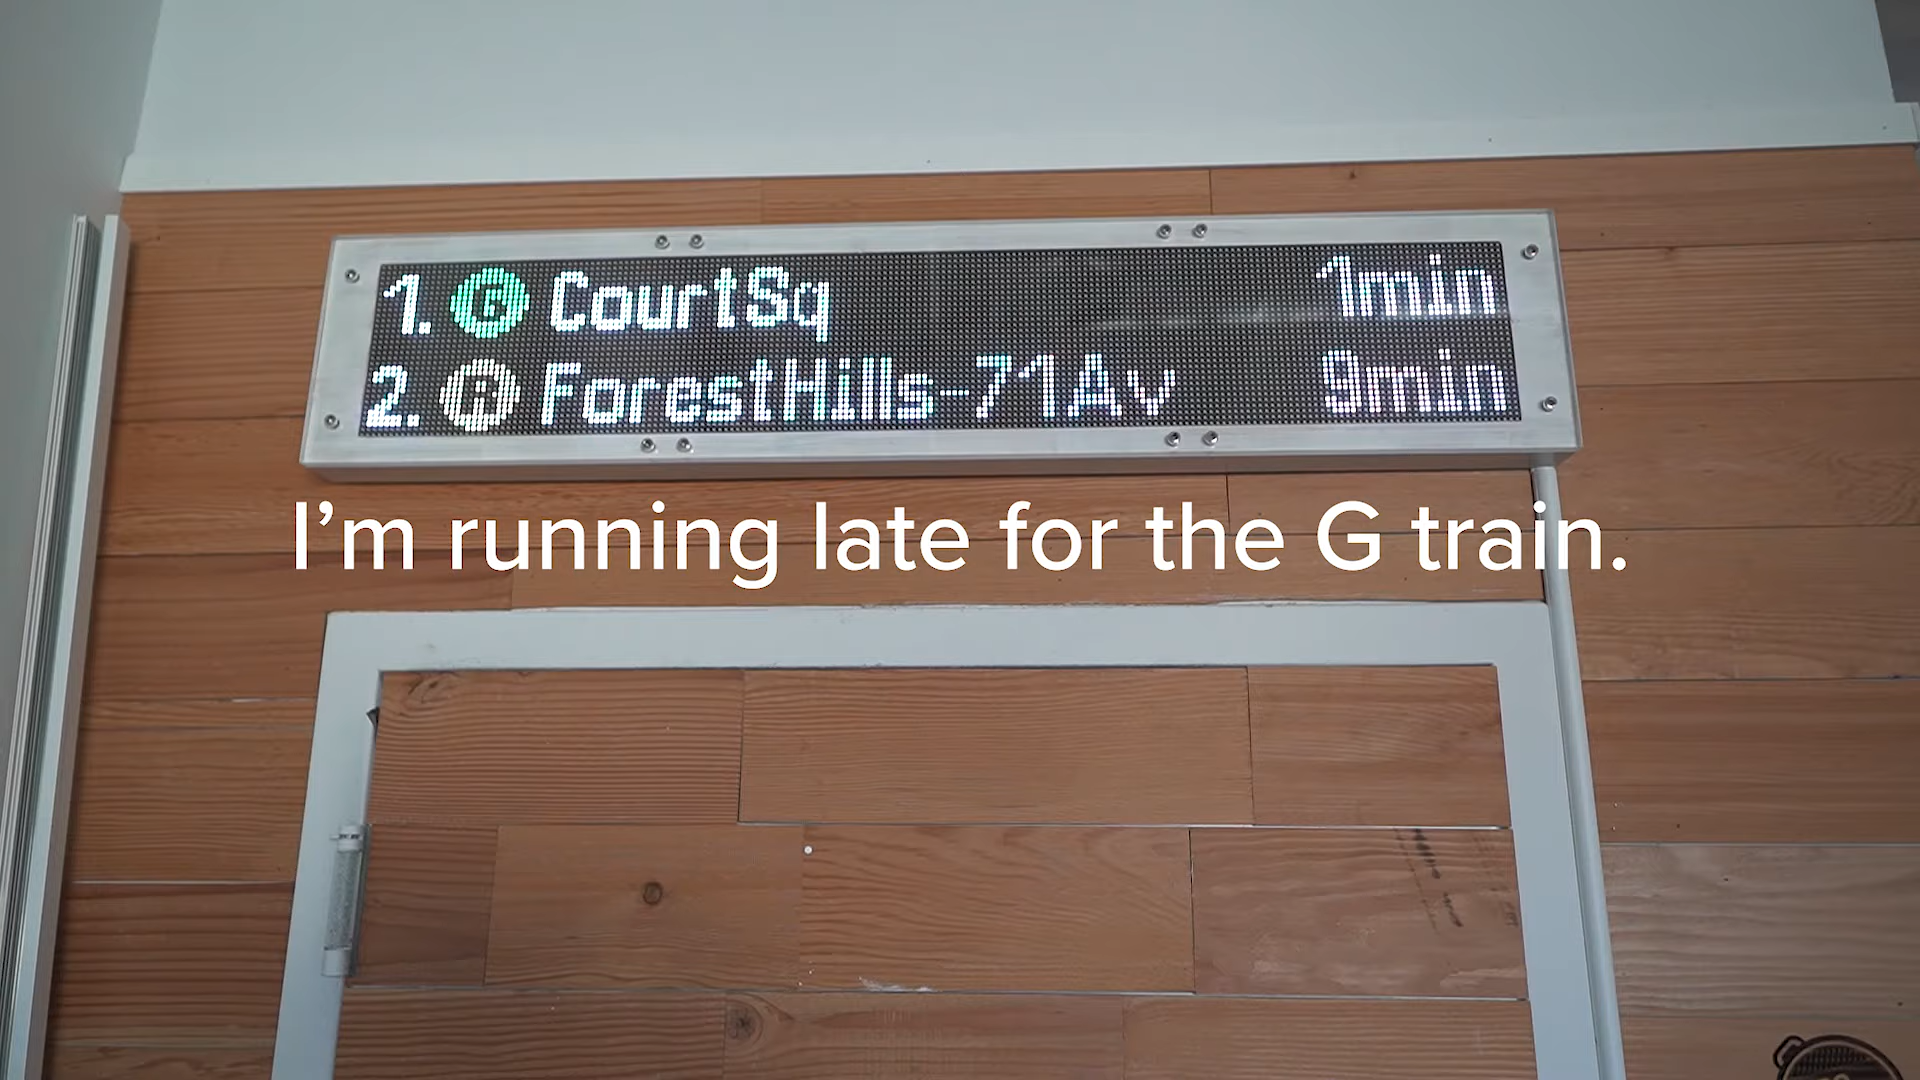 1. G CourtSq 1min
2. R ForestHills-71Av 9min
I’m running late for the G train.